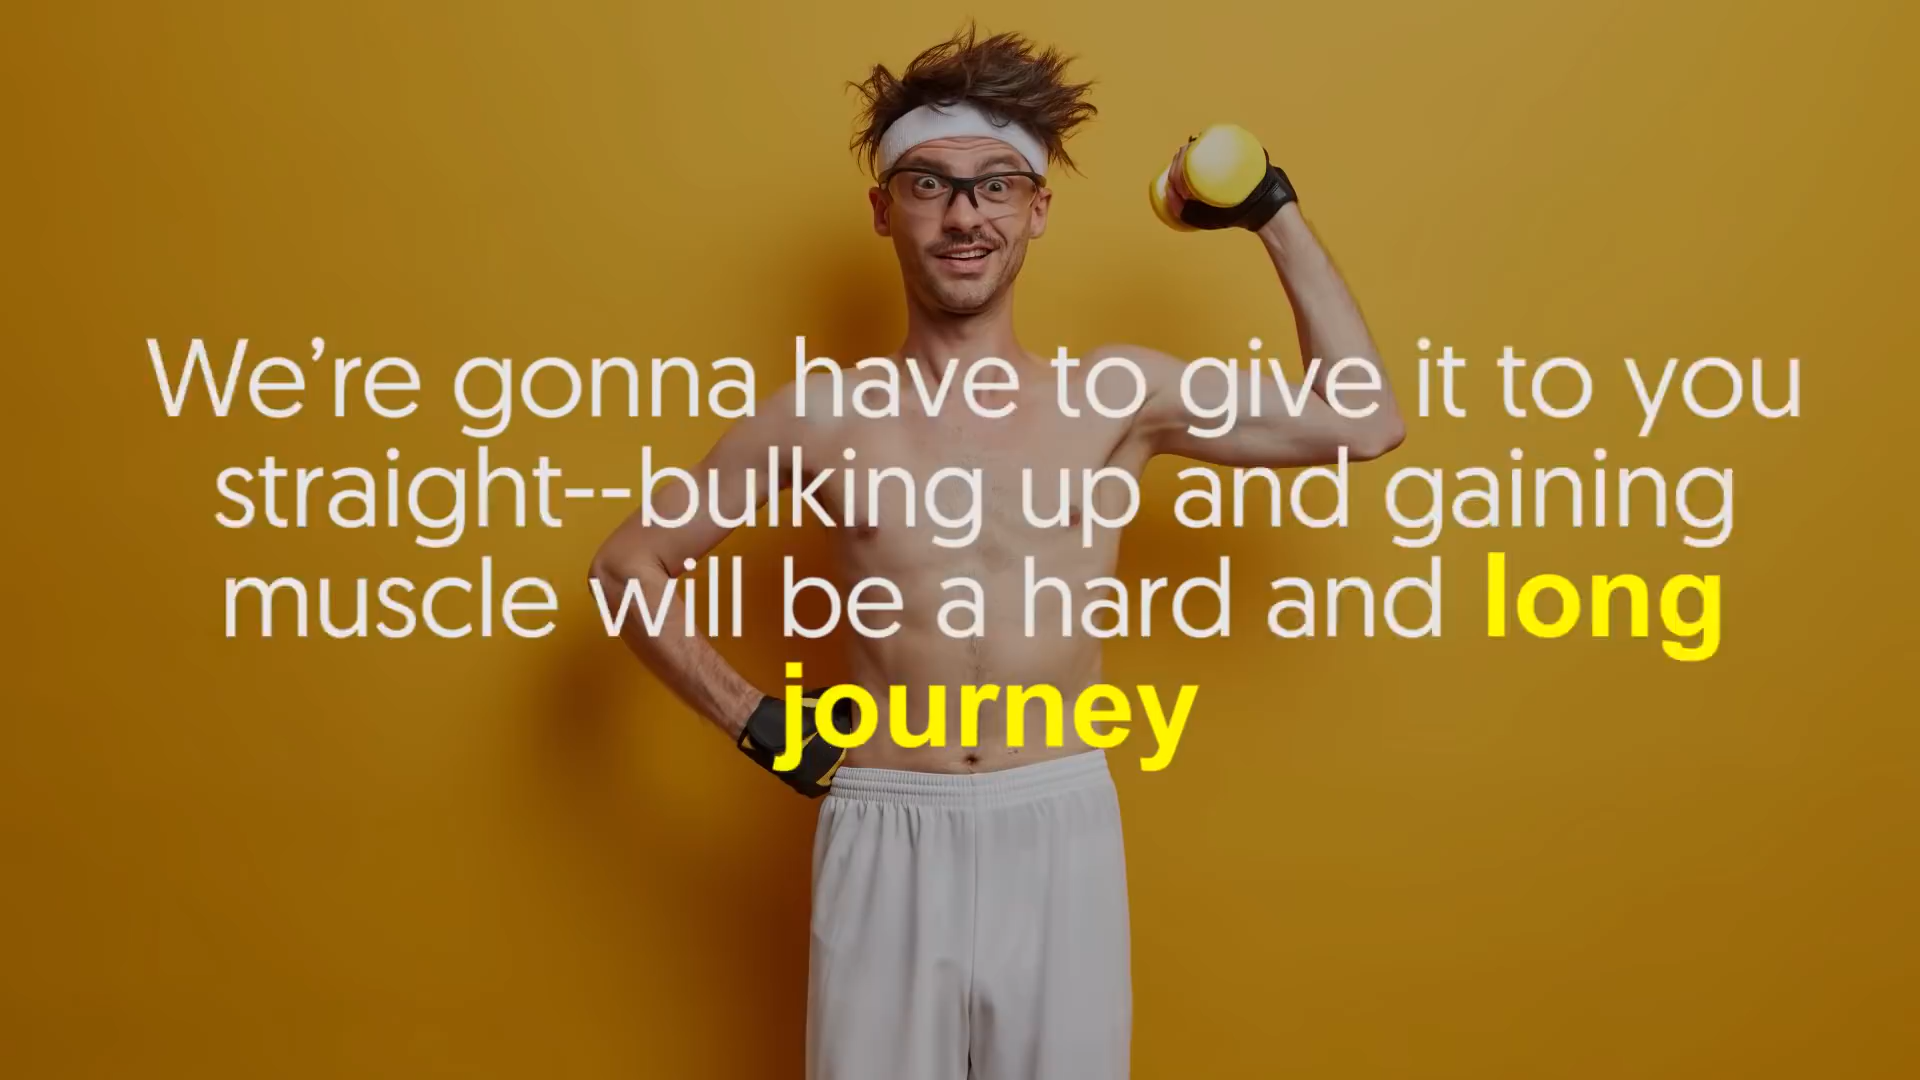 We’re gonna have to give it to you
straight--bulking up and gaining
muscle will be a hard and long
journey